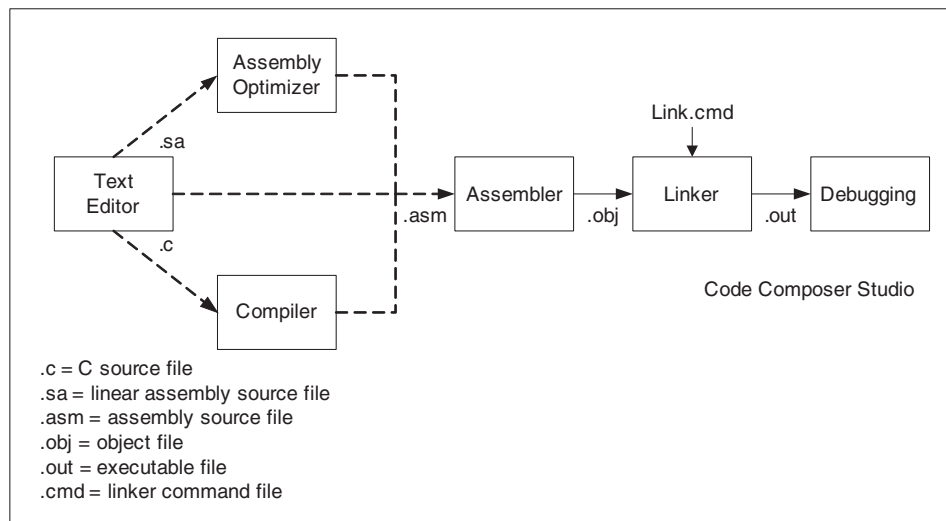 Assembly
Optimizer
.sa
Link.cmd
Text
Editor
.asm
Assembler
.obj
Linker
.out
Debugging
.c
Compiler
Code Composer Studio
.c = C source file
.sa = linear assembly source file
.asm = assembly source file
.obj = object file
.out = executable file
.cmd = linker command file